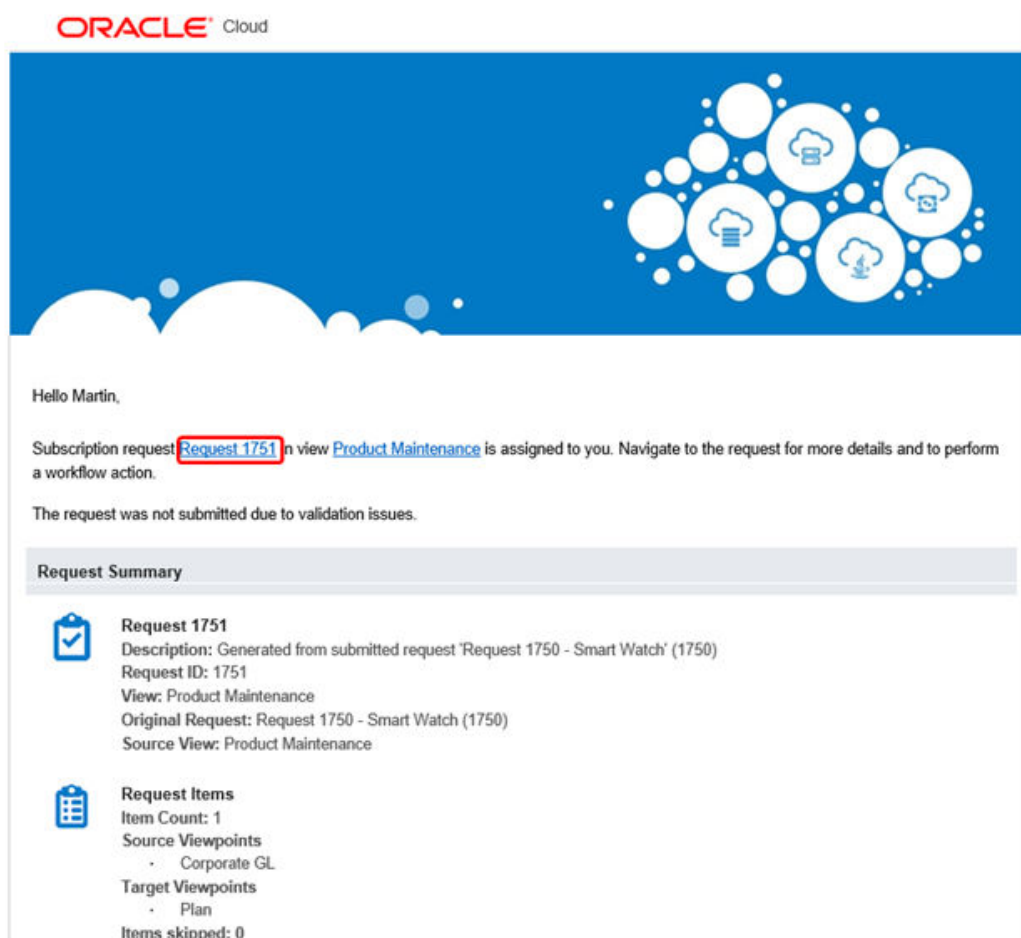 ORACLE® Cloud
Hello Martin,
Subscription request Request 1751 n view Product Maintenance is assigned to you. Navigate to the request for more details and to perform
a workflow action.
The request was not submitted due to validation issues.
Request Summary
Request 1751
Description: Generated from submitted request 'Request 1750 - Smart Watch' (1750)
Request ID: 1751
View: Product Maintenance
Original Request: Request 1750 - Smart Watch (1750)
Source View: Product Maintenance
Request Items
Item Count: 1
Source Viewpoints
· Corporate GL
Target Viewpoints
· Plan
Items skipped: 0